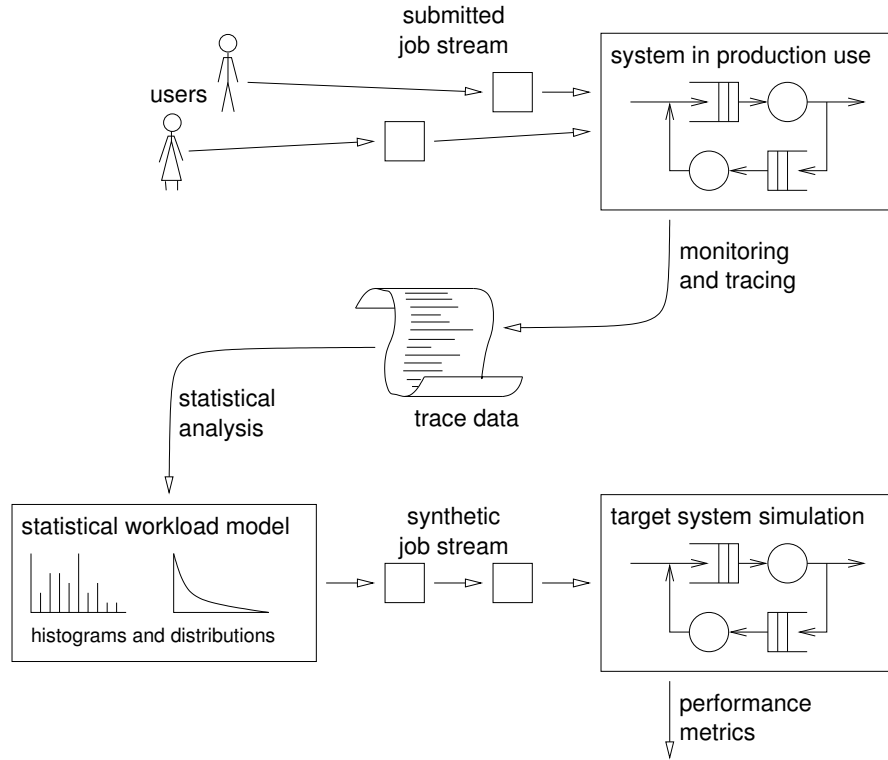 submitted
job stream
system in production use
users
monitoring
and tracing
trace data
statistical
analysis
statistical workload model
histograms and distributions
synthetic
job stream
target system simulation
performance
metrics